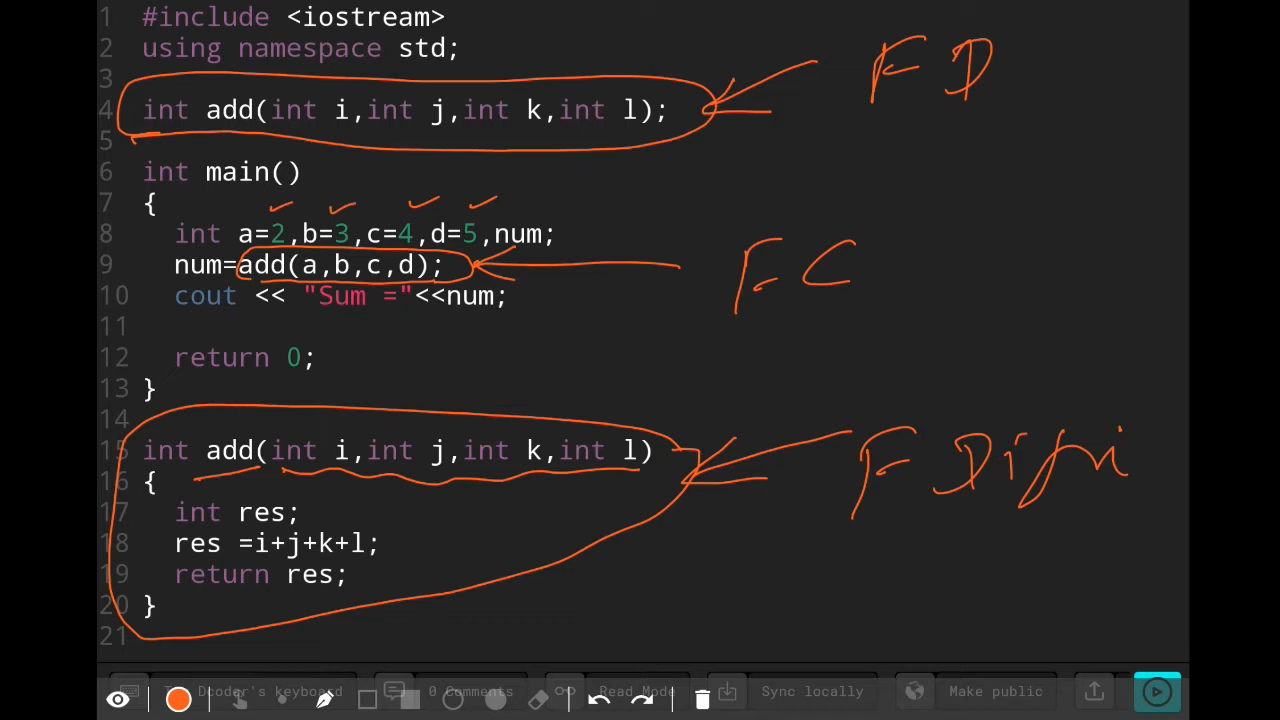 1 #include <iostream>
2 using namespace std;
3
4 int add(int i,int j,int k,int l);
5
6 int main()
7 {
8 int a=2,b=3,c=4,d=5,num;
9 num=add(a,b,c,d);
10 cout << "Sum ="<<num;
11
12 return 0;
13 }
14
15 int add(int i,int j,int k,int l)
16 {
17 int res;
18 res =i+j+k+l;
19 return res;
20 }
21
F D
F C
F Difni
Dcoder's keyboard
0 Comments
Read Mode
Sync locally
Make public